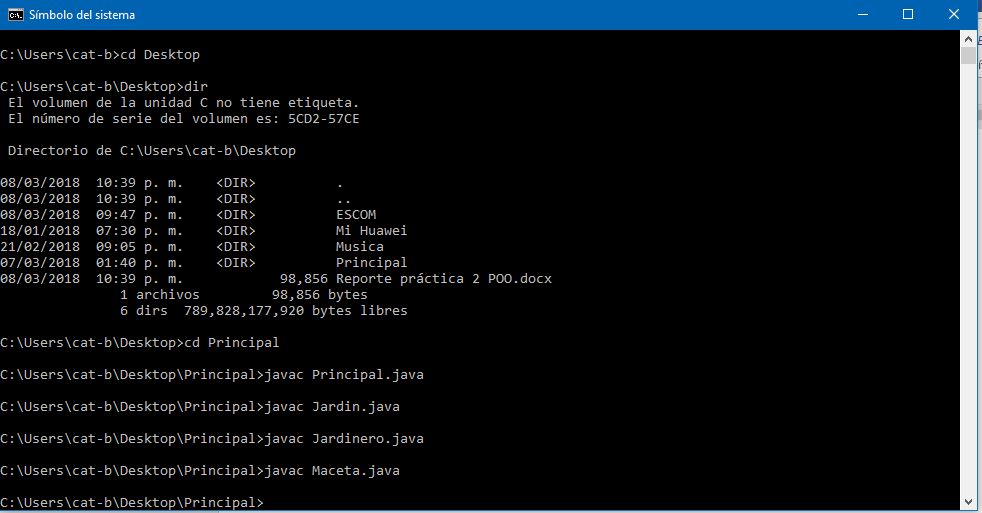 Símbolo del sistema
C:\Users\cat-b>cd Desktop
C:\Users\cat-b\Desktop>dir
 El volumen de la unidad C no tiene etiqueta.
 El número de serie del volumen es: 5CD2-57CE
 Directorio de C:\Users\cat-b\Desktop
08/03/2018  10:39 p. m.    <DIR>          .
08/03/2018  10:39 p. m.    <DIR>          ..
08/03/2018  09:47 p. m.    <DIR>          ESCOM
18/01/2018  07:30 p. m.    <DIR>          Mi Huawei
21/02/2018  09:05 p. m.    <DIR>          Musica
07/03/2018  01:40 p. m.    <DIR>          Principal
08/03/2018  10:39 p. m.            98,856 Reporte práctica 2 POO.docx
               1 archivos         98,856 bytes
               6 dirs  789,828,177,920 bytes libres
C:\Users\cat-b\Desktop>cd Principal
C:\Users\cat-b\Desktop\Principal>javac Principal.java
C:\Users\cat-b\Desktop\Principal>javac Jardin.java
C:\Users\cat-b\Desktop\Principal>javac Jardinero.java
C:\Users\cat-b\Desktop\Principal>javac Maceta.java
C:\Users\cat-b\Desktop\Principal>